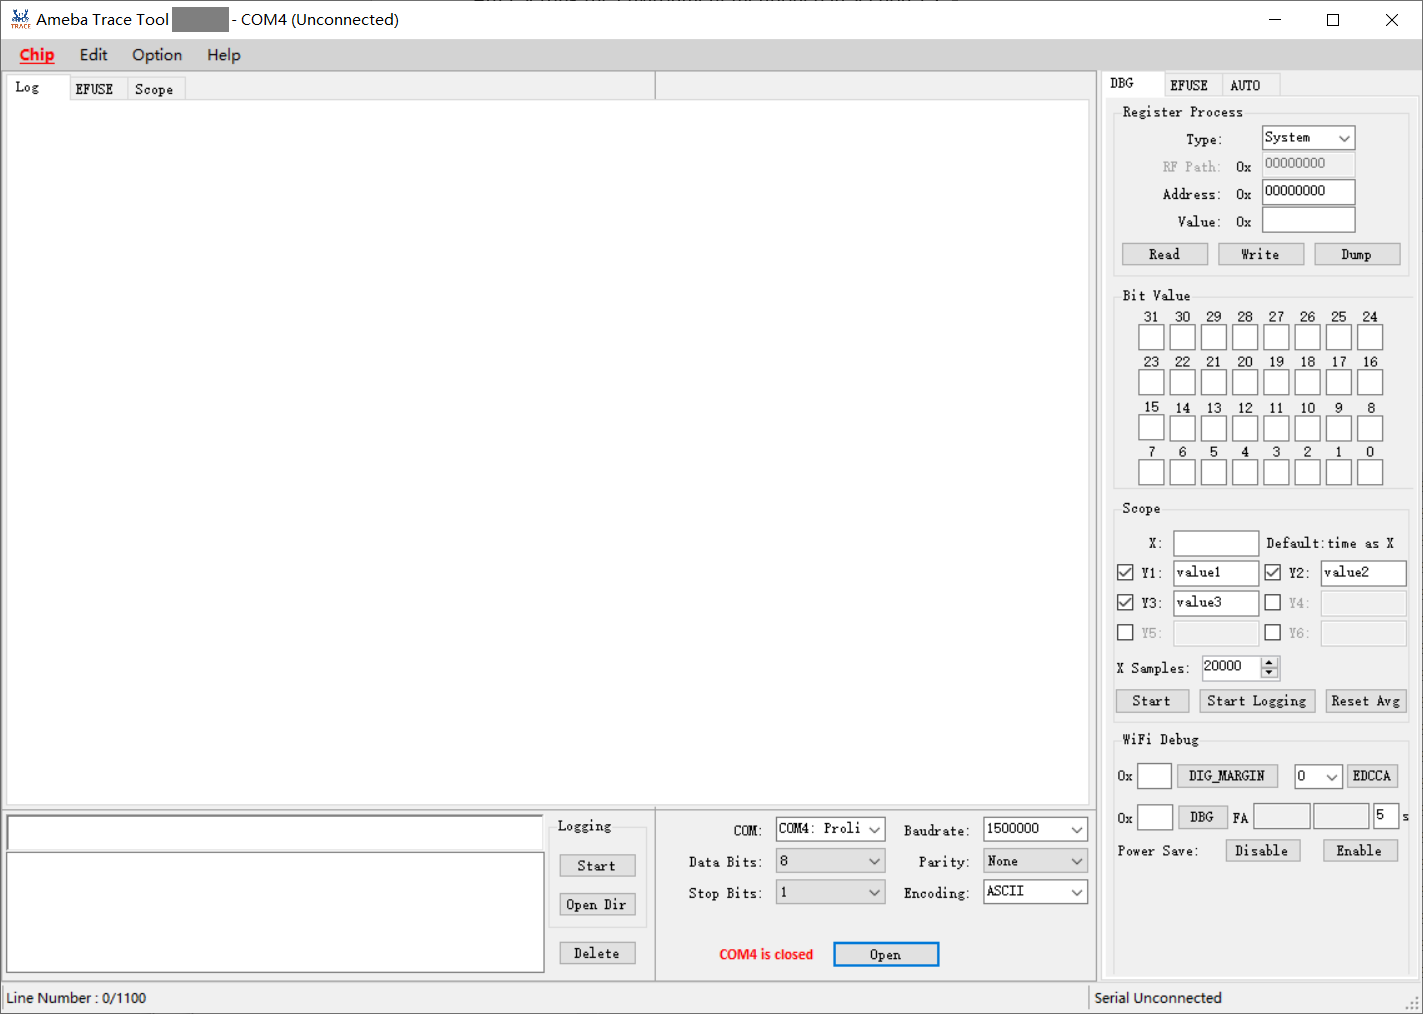 Ameba Trace Tool - COM4 (Unconnected)
Chip Edit Option Help
Log EFUSE Scope
DBG EFUSE AUTO
Register Process
Type: System
RF Path: 0x 00000000
Address: 0x 00000000
Value: 0x
Read Write Dump
Bit Value
31 30 29 28 27 26 25 24
23 22 21 20 19 18 17 16
15 14 13 12 11 10 9 8
7 6 5 4 3 2 1 0
Scope
X: Default:time as X
Y1: value1 Y2: value2
Y3: value3 Y4:
Y5: Y6:
X Samples: 20000
Start Start Logging Reset Avg
WiFi Debug
0x DIG_MARGIN 0 EDCCA
0x DBG FA 5 s
Power Save: Disable Enable
Logging
Start
Open Dir
Delete
COM: COM4: Proli Baudrate: 1500000
Data Bits: 8 Parity: None
Stop Bits: 1 Encoding: ASCII
COM4 is closed Open
Line Number : 0/1100
Serial Unconnected